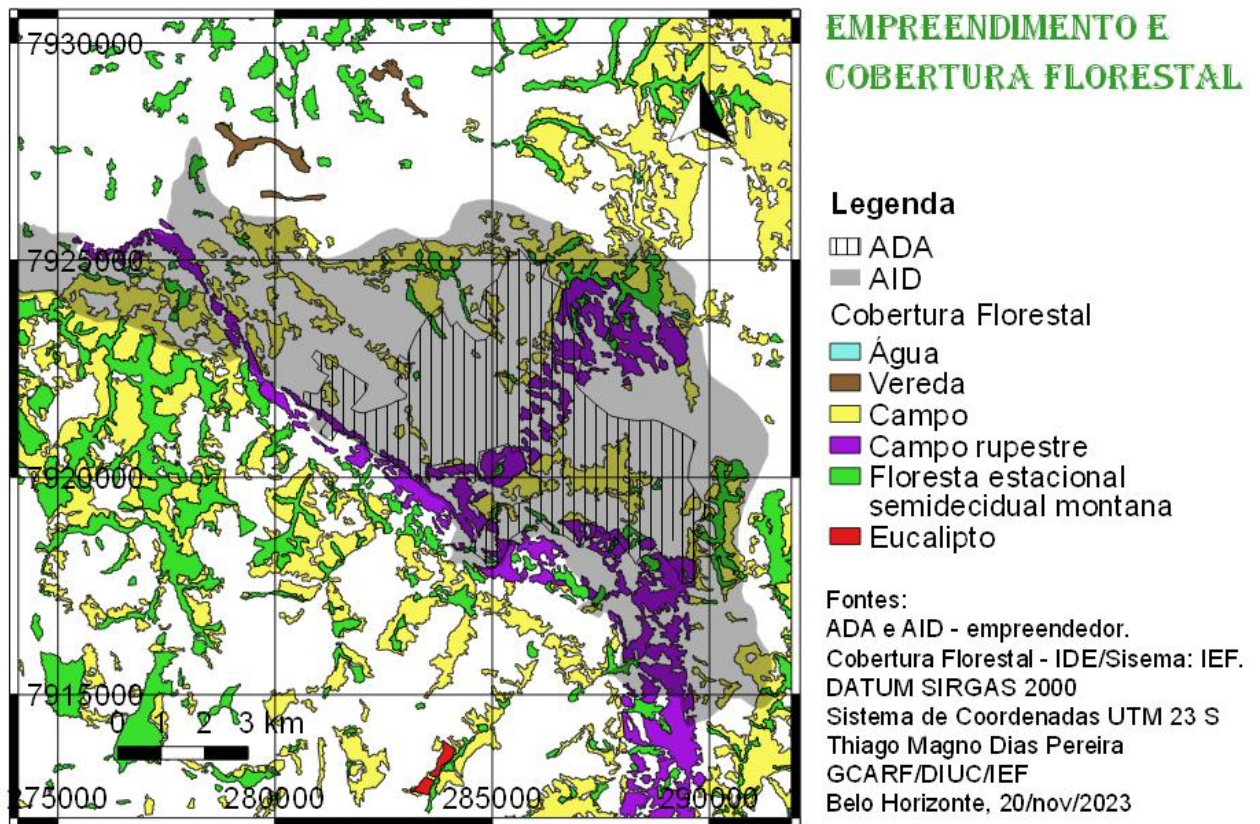 EMPREENDIMENTO E
COBERTURA FLORESTAL
7930000
7925000
7920000
7915000
0 1 2 3 km
275000 280000 285000 290000
Legenda
ADA
AID
Cobertura Florestal
Água
Vereda
Campo
Campo rupestre
Floresta estacional
semidecidual montana
Eucalipto
Fontes:
ADA e AID - empreendedor.
Cobertura Florestal - IDE/Sisema: IEF.
DATUM SIRGAS 2000
Sistema de Coordenadas UTM 23 S
Thiago Magno Dias Pereira
GCARF/DIUC/IEF
Belo Horizonte, 20/nov/2023